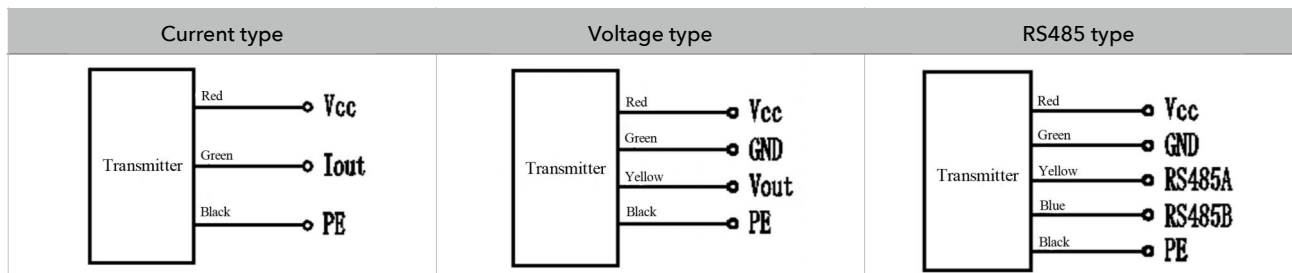 Current type
Voltage type
RS485 type
Transmitter
Red
Vcc
Green
Iout
Black
PE
Transmitter
Red
Vcc
Green
GND
Yellow
Vout
Black
PE
Transmitter
Red
Vcc
Green
GND
Yellow
RS485A
Blue
RS485B
Black
PE